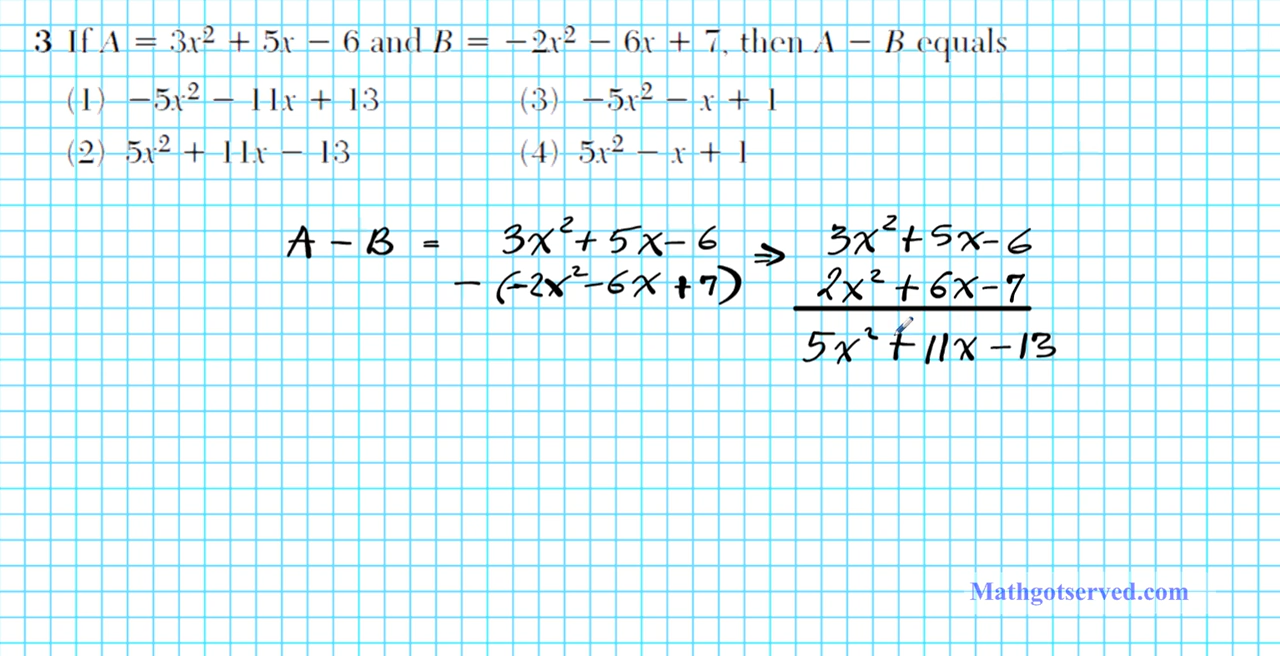 3 If A = 3x² + 5x − 6 and B = −2x² − 6x + 7, then A − B equals
(1) −5x² − 11x + 13 (3) −5x² − x + 1
(2) 5x² + 11x − 13 (4) 5x² − x + 1
A − B = 3x² + 5x − 6 ⇒ 3x² + 5x − 6
− (−2x² − 6x + 7) 2x² + 6x − 7
5x² + 11x − 13
Mathgotserved.com